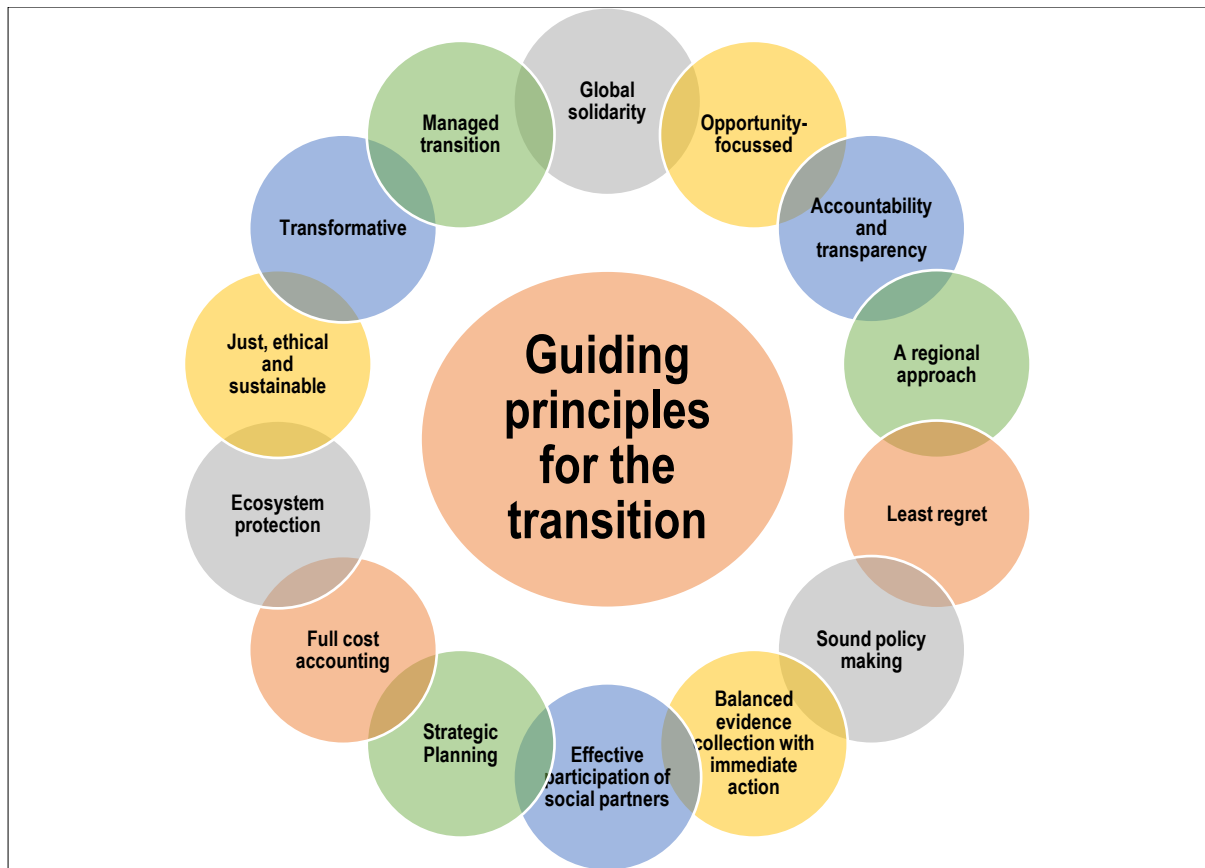 Global
solidarity
Opportunity-
focussed
Accountability
and
transparency
A regional
approach
Least regret
Sound policy
making
Balanced
evidence
collection with
immediate
action
Effective
participation of
social partners
Strategic
Planning
Full cost
accounting
Ecosystem
protection
Just, ethical
and
sustainable
Transformative
Managed
transition
Guiding
principles
for the
transition